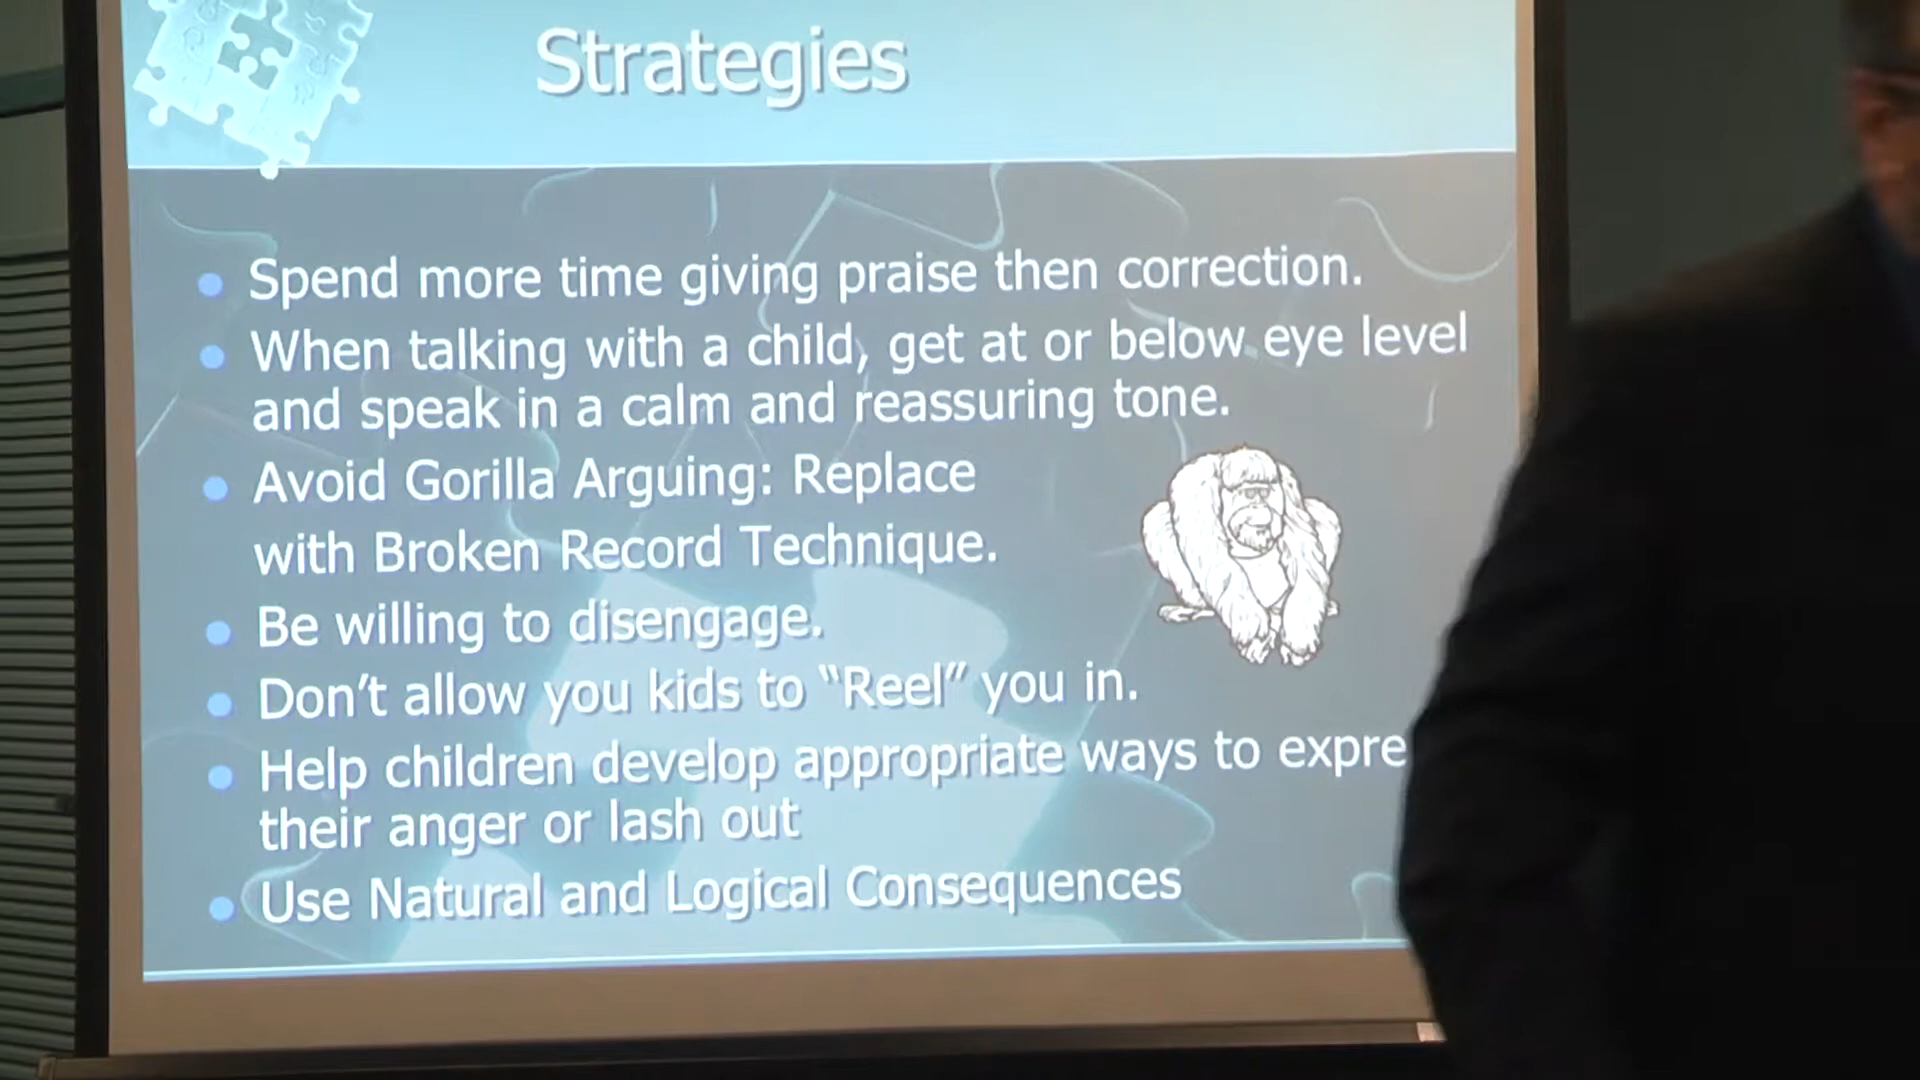 Strategies
Spend more time giving praise then correction.
When talking with a child, get at or below eye level
and speak in a calm and reassuring tone.
Avoid Gorilla Arguing: Replace
with Broken Record Technique.
Be willing to disengage.
Don't allow you kids to "Reel" you in.
Help children develop appropriate ways to expre
their anger or lash out
Use Natural and Logical Consequences